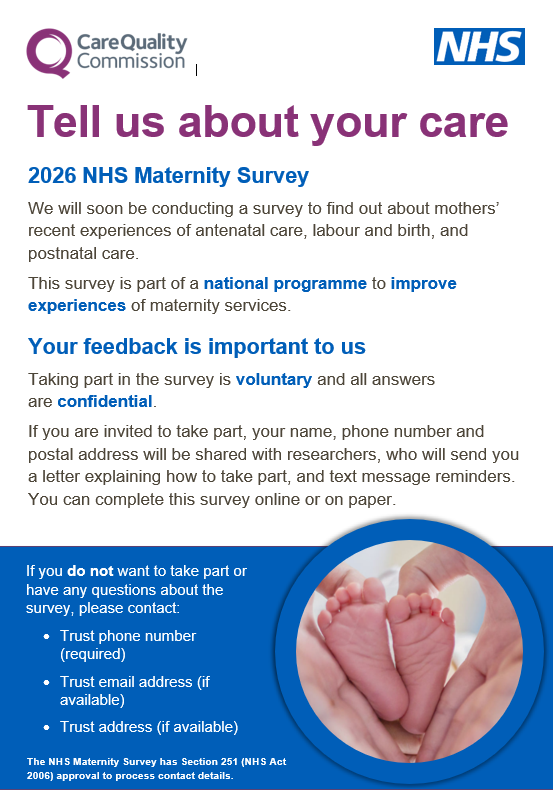 CareQuality
Commission
NHS
Tell us about your care
2026 NHS Maternity Survey
We will soon be conducting a survey to find out about mothers’
recent experiences of antenatal care, labour and birth, and
postnatal care.
This survey is part of a national programme to improve
experiences of maternity services.
Your feedback is important to us
Taking part in the survey is voluntary and all answers
are confidential.
If you are invited to take part, your name, phone number and
postal address will be shared with researchers, who will send you
a letter explaining how to take part, and text message reminders.
You can complete this survey online or on paper.
If you do not want to take part or
have any questions about the
survey, please contact:
• Trust phone number
(required)
• Trust email address (if
available)
• Trust address (if available)
The NHS Maternity Survey has Section 251 (NHS Act
2006) approval to process contact details.